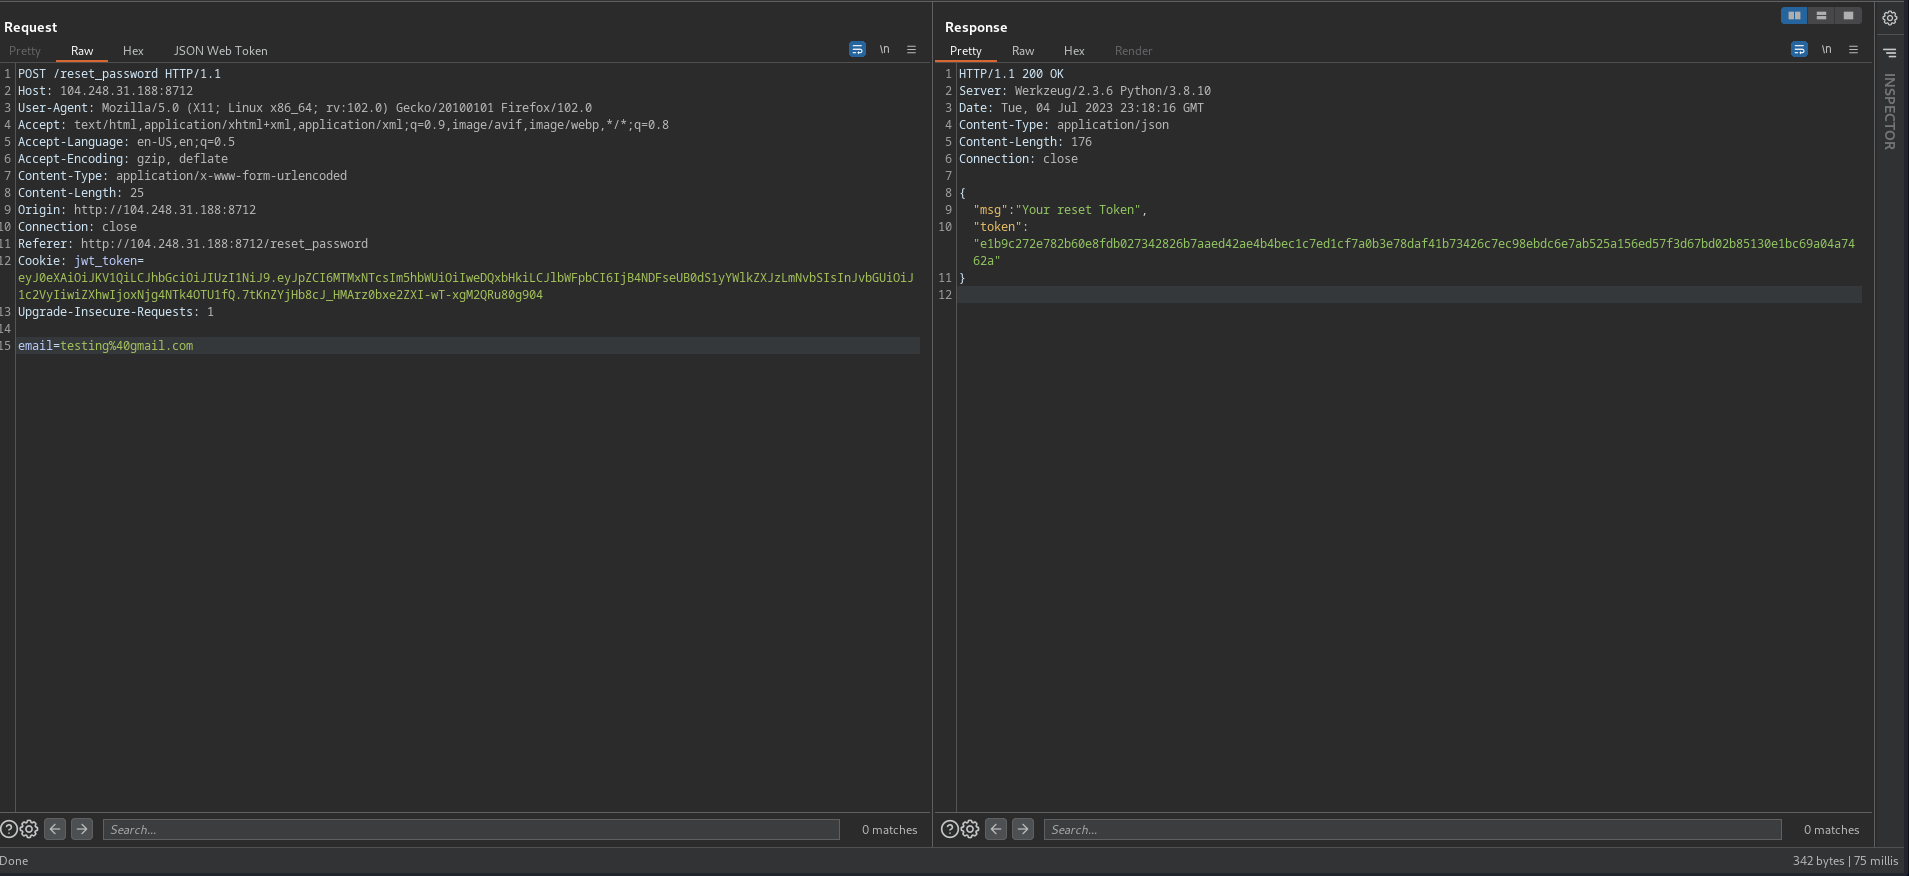 Request
Pretty Raw Hex JSON Web Token
\n
1 POST /reset_password HTTP/1.1
2 Host: 104.248.31.188:8712
3 User-Agent: Mozilla/5.0 (X11; Linux x86_64; rv:102.0) Gecko/20100101 Firefox/102.0
4 Accept: text/html,application/xhtml+xml,application/xml;q=0.9,image/avif,image/webp,*/*;q=0.8
5 Accept-Language: en-US,en;q=0.5
6 Accept-Encoding: gzip, deflate
7 Content-Type: application/x-www-form-urlencoded
8 Content-Length: 25
9 Origin: http://104.248.31.188:8712
10 Connection: close
11 Referer: http://104.248.31.188:8712/reset_password
12 Cookie: jwt_token=
eyJ0eXAiOiJKV1QiLCJhbGciOiJIUzI1NiJ9.eyJpZCI6MTMxNTcsIm5hbWUiOiIweDQxbHkiLCJlbWFpbCI6IjB4NDFseUB0dS1yYWlkZXJzLmNvbSIsInJvbGUiOiJ
1c2VyIiwiZXhwIjoxNjg4NTk4OTU1fQ.7tKnZYjHb8cJ_HMArz0bxe2ZXI-wT-xgM2QRu80g904
13 Upgrade-Insecure-Requests: 1
14
15 email=testing%40gmail.com
Search...
0 matches
Done
Response
Pretty Raw Hex Render
\n
1 HTTP/1.1 200 OK
2 Server: Werkzeug/2.3.6 Python/3.8.10
3 Date: Tue, 04 Jul 2023 23:18:16 GMT
4 Content-Type: application/json
5 Content-Length: 176
6 Connection: close
7
8 {
9 "msg":"Your reset Token",
10 "token":
"e1b9c272e782b60e8fdb027342826b7aaed42ae4b4bec1c7ed1cf7a0b3e78daf41b73426c7ec98ebdc6e7ab525a156ed57f3d67bd02b85130e1bc69a04a74
62a"
11 }
12
Search...
0 matches
INSPECTOR
342 bytes | 75 millis